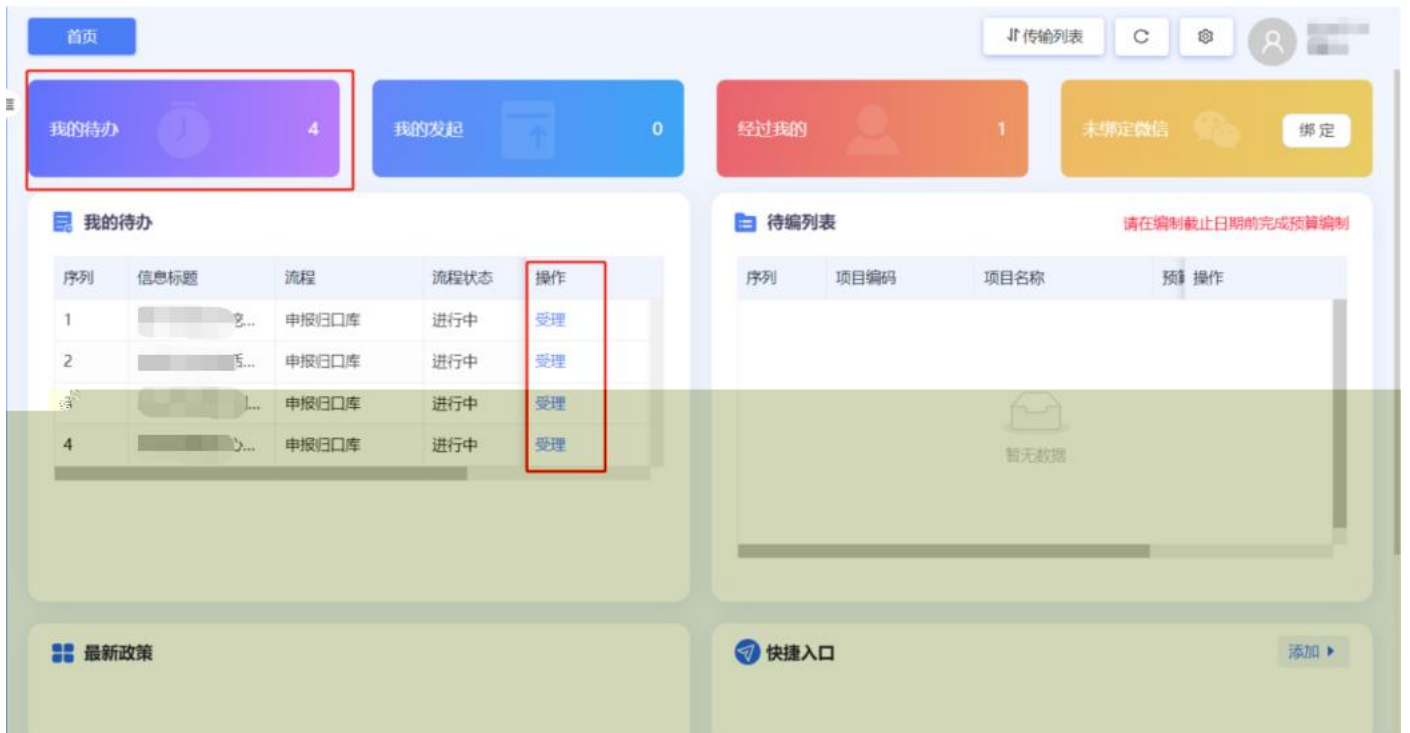 首页
传输列表
我的待办 4
我的发起 0
经过我的 1
未绑定微信 绑定
我的待办
序列 信息标题 流程 流程状态 操作
1 挖... 申报归口库 进行中 受理
2 ... 申报归口库 进行中 受理
3 ... 申报归口库 进行中 受理
4 心... 申报归口库 进行中 受理
待编列表 请在编制截止日期前完成预算编制
序列 项目编码 项目名称 预算 操作
暂无数据
最新政策
快捷入口 添加